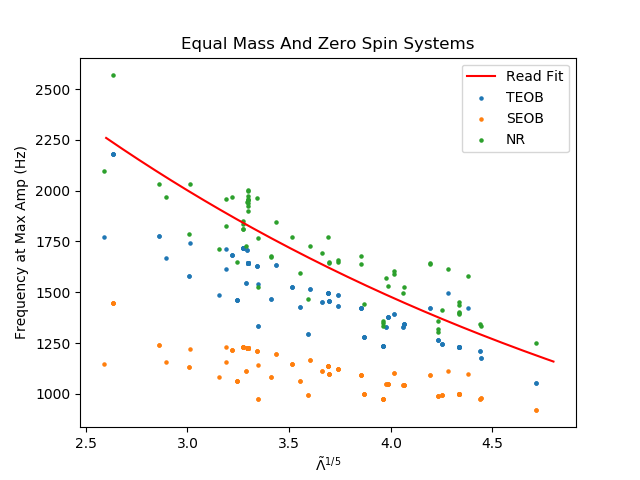 Equal Mass And Zero Spin Systems
Read Fit
TEOB
SEOB
NR
Frequency at Max Amp (Hz)
2500
2250
2000
1750
1500
1250
1000
2.5 3.0 3.5 4.0 4.5
Λ̃^{1/5}